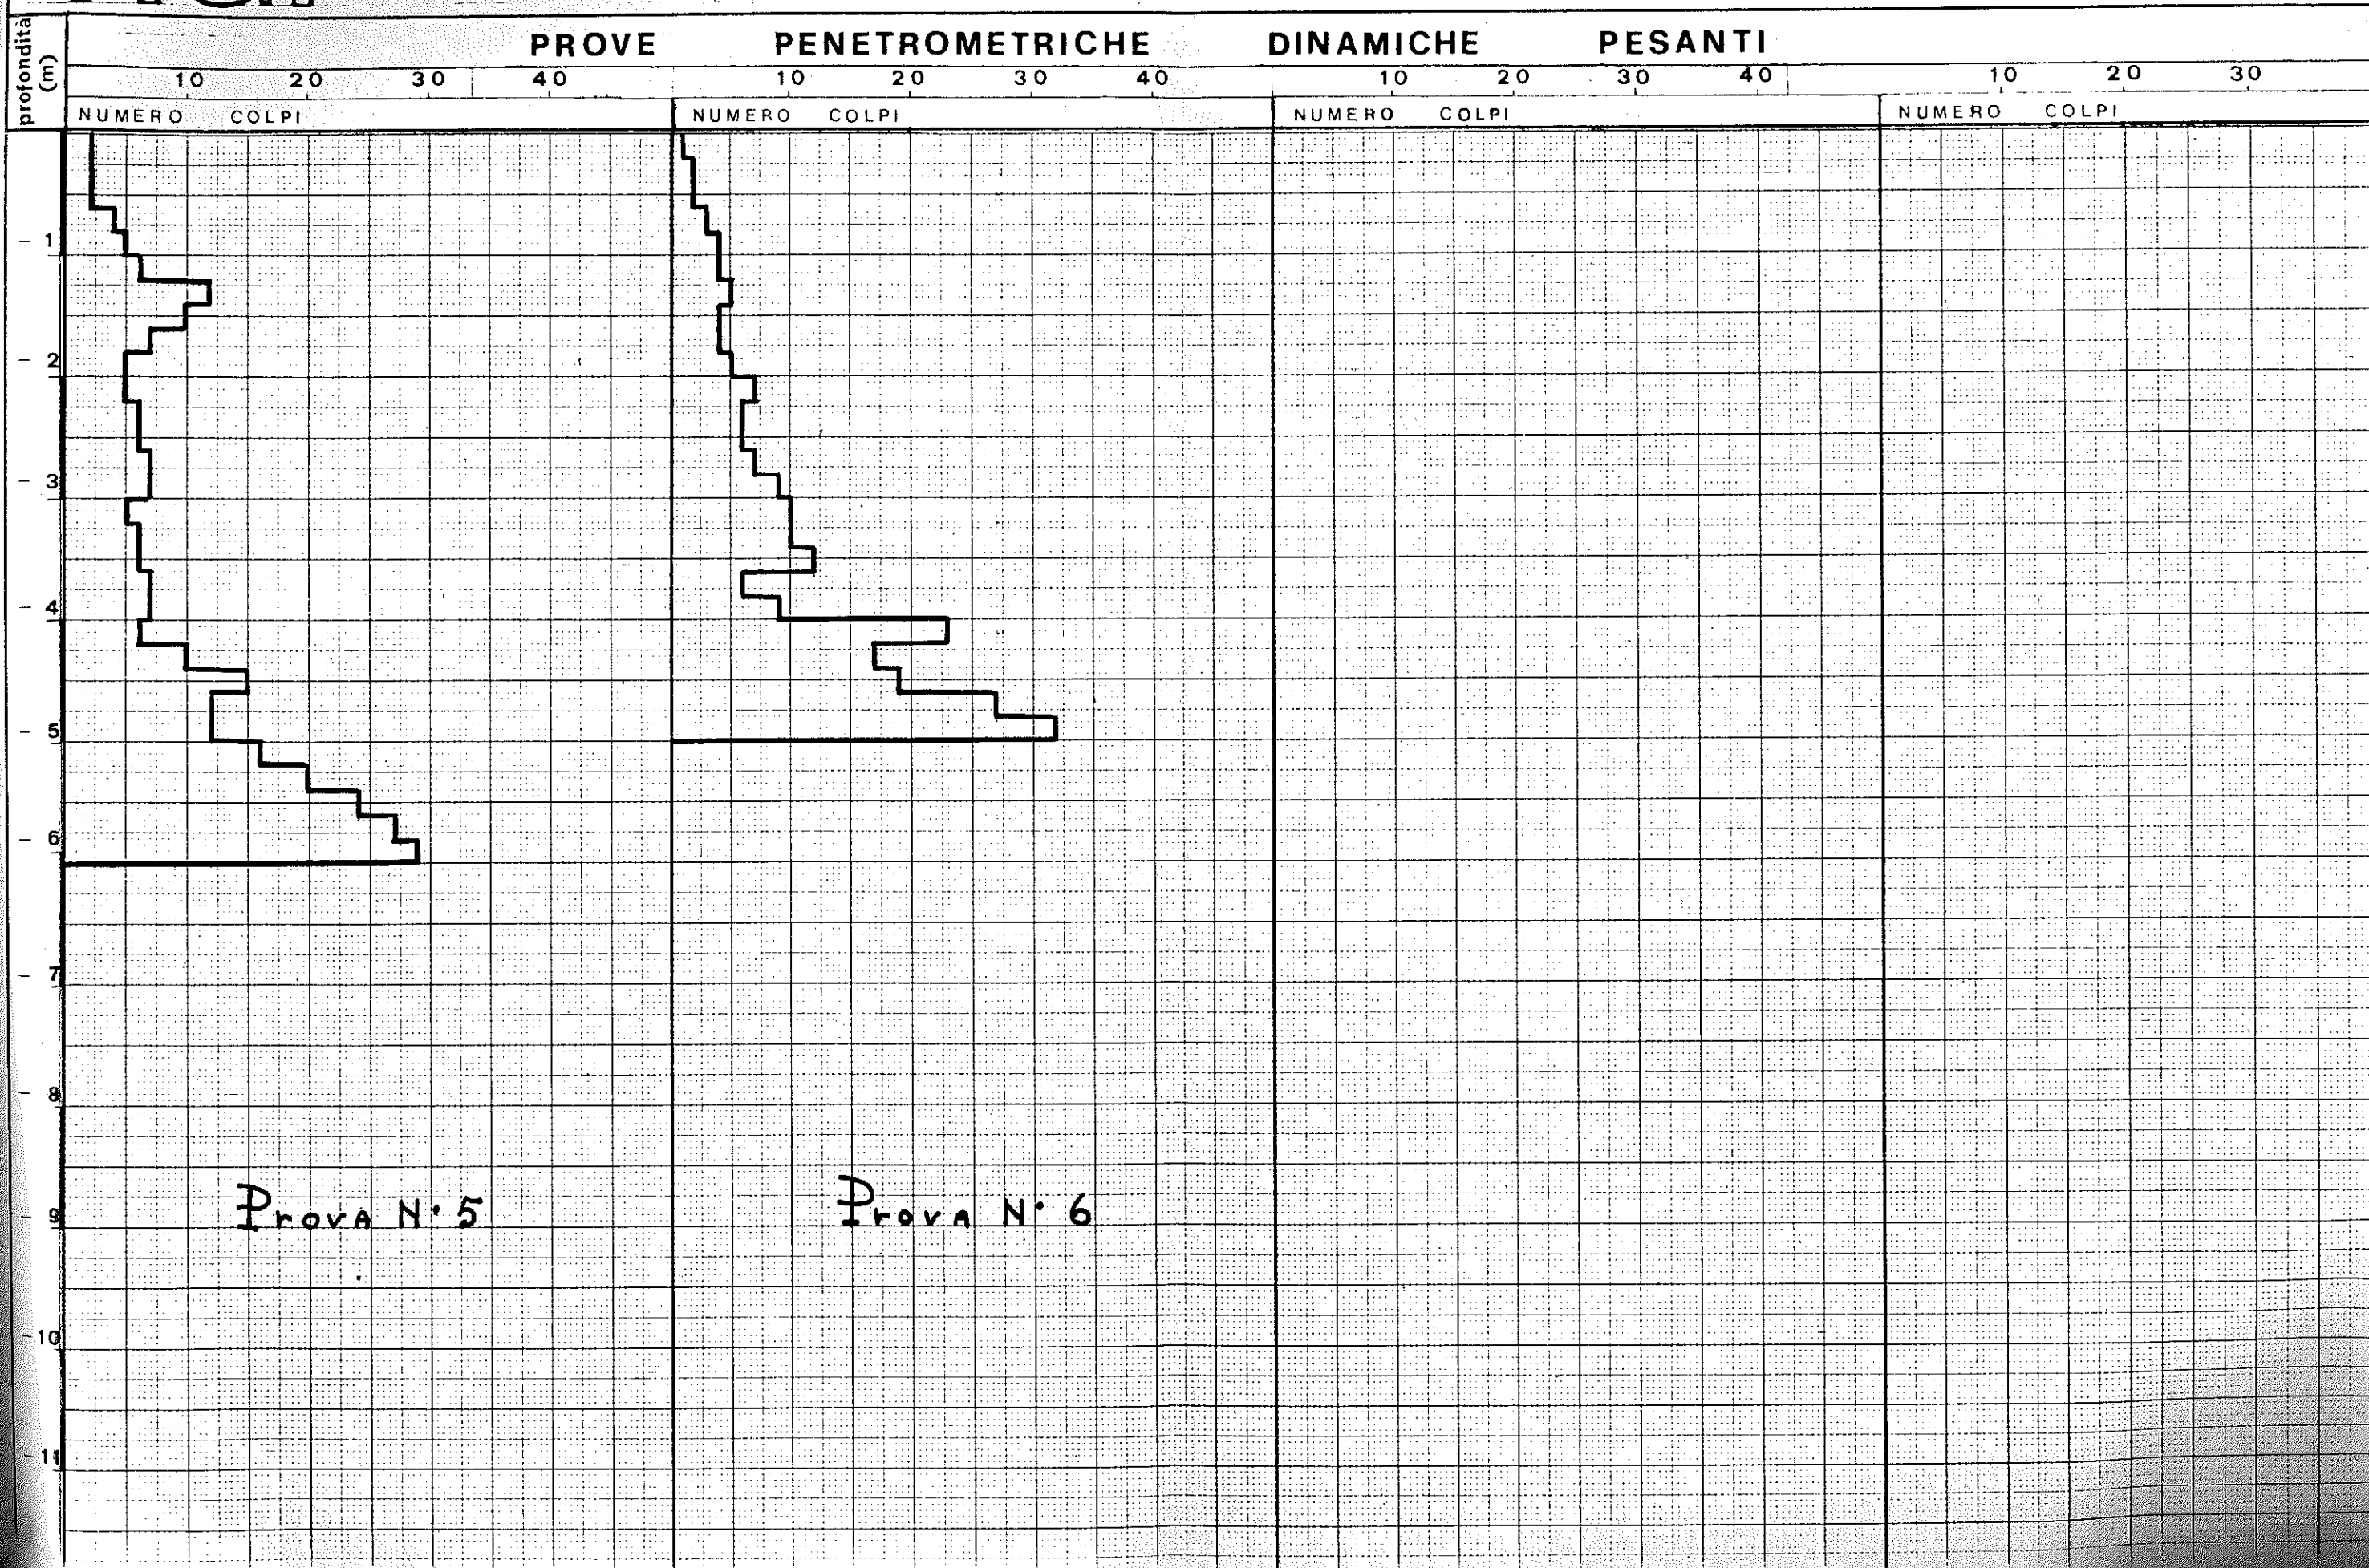 profondità (m)
PROVE PENETROMETRICHE DINAMICHE PESANTI
10 20 30 40 10 20 30 40 10 20 30 40 10 20 30
NUMERO COLPI NUMERO COLPI NUMERO COLPI NUMERO COLPI
- 1
- 2
- 3
- 4
- 5
- 6
- 7
- 8
- 9
- 10
- 11
Prova N° 5
Prova N° 6